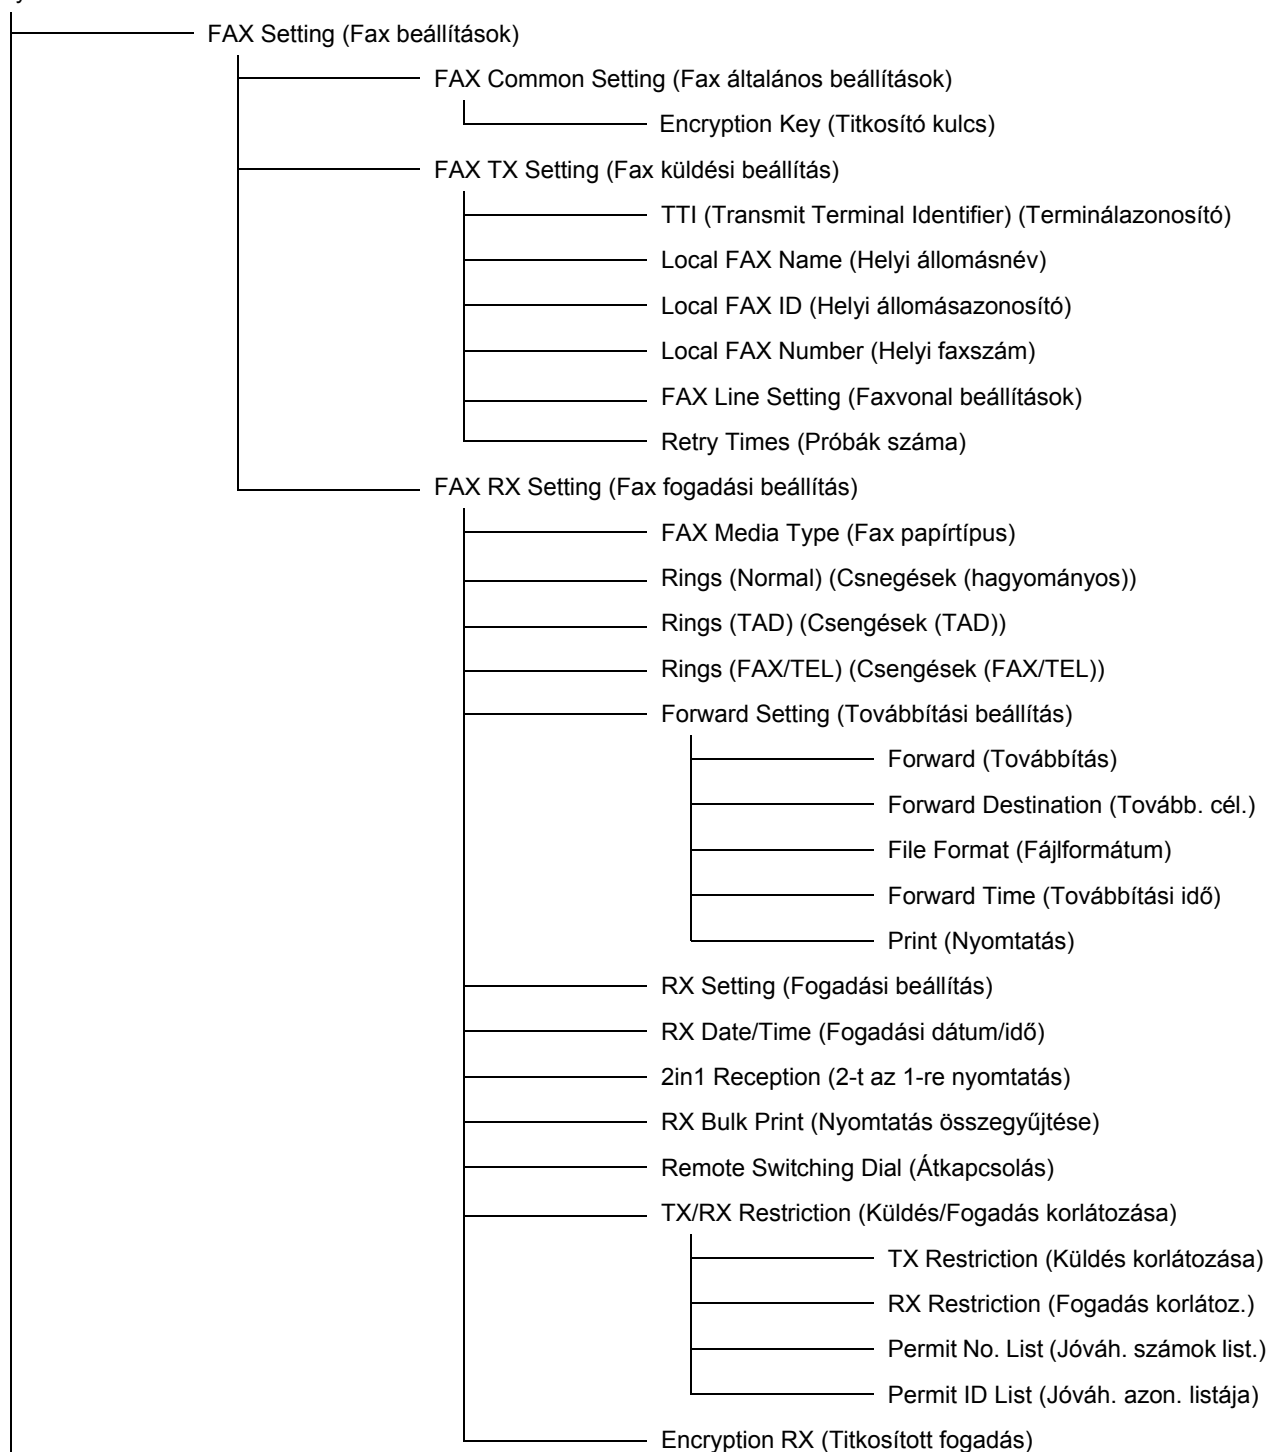 FAX Setting (Fax beállítások)
FAX Common Setting (Fax általános beállítások)
Encryption Key (Titkosító kulcs)
FAX TX Setting (Fax küldési beállítás)
TTI (Transmit Terminal Identifier) (Terminálazonosító)
Local FAX Name (Helyi állomásnév)
Local FAX ID (Helyi állomásazonosító)
Local FAX Number (Helyi faxszám)
FAX Line Setting (Faxvonal beállítások)
Retry Times (Próbák száma)
FAX RX Setting (Fax fogadási beállítás)
FAX Media Type (Fax papírtípus)
Rings (Normal) (Csnegések (hagyományos))
Rings (TAD) (Csengések (TAD))
Rings (FAX/TEL) (Csengések (FAX/TEL))
Forward Setting (Továbbítási beállítás)
Forward (Továbbítás)
Forward Destination (Tovább. cél.)
File Format (Fájlformátum)
Forward Time (Továbbítási idő)
Print (Nyomtatás)
RX Setting (Fogadási beállítás)
RX Date/Time (Fogadási dátum/idő)
2in1 Reception (2-t az 1-re nyomtatás)
RX Bulk Print (Nyomtatás összegyűjtése)
Remote Switching Dial (Átkapcsolás)
TX/RX Restriction (Küldés/Fogadás korlátozása)
TX Restriction (Küldés korlátozása)
RX Restriction (Fogadás korlátoz.)
Permit No. List (Jóváh. számok list.)
Permit ID List (Jóváh. azon. listája)
Encryption RX (Titkosított fogadás)